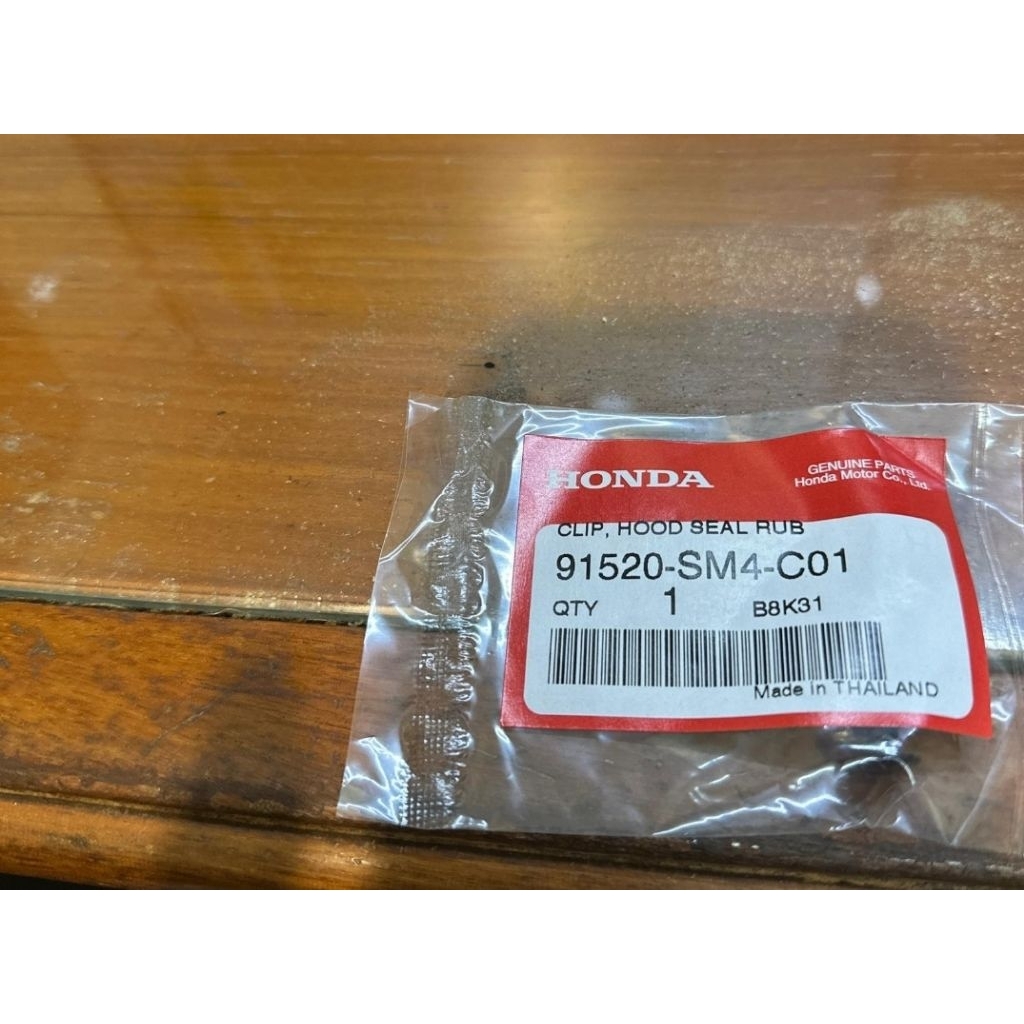 HONDA
GENUINE PARTS
Honda Motor Co., Ltd.
CLIP, HOOD SEAL RUB
91520-SM4-C01
QTY 1 B8K31
Made in THAILAND